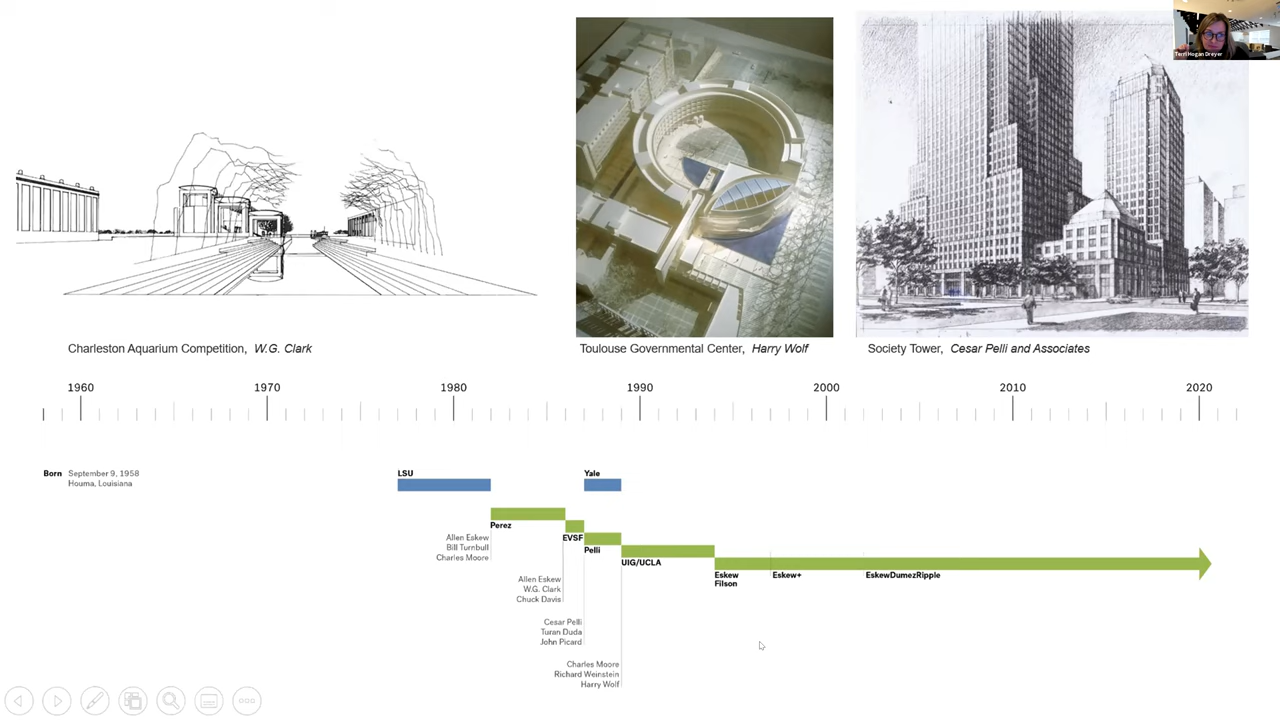 Terri Hogan Dreyer
Charleston Aquarium Competition, W.G. Clark
Toulouse Governmental Center, Harry Wolf
Society Tower, Cesar Pelli and Associates
1960 1970 1980 1990 2000 2010 2020
Born September 9, 1958
Houma, Louisiana
LSU
Yale
Perez
Allen Eskew
Bill Turnbull
Charles Moore
EVSF
Allen Eskew
W.G. Clark
Chuck Davis
Pelli
Cesar Pelli
Turan Duda
John Picard
UIG/UCLA
Charles Moore
Richard Weinstein
Harry Wolf
Eskew
Filson
Eskew+
EskewDumezRipple